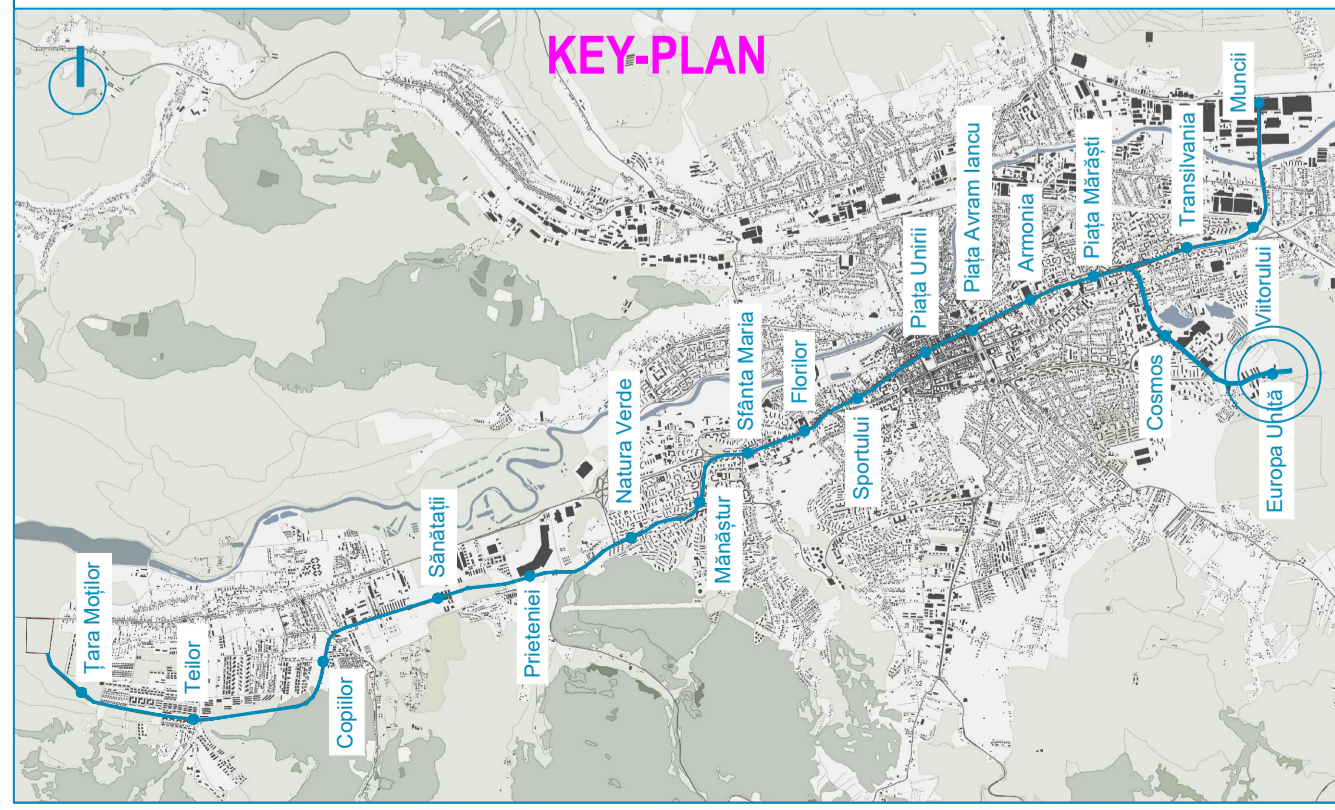 KEY-PLAN
Țara Moților
Teilor
Copiilor
Sănătații
Prieteniei
Natura Verde
Mănăștur
Sfânta Maria
Florilor
Sportului
Piața Unirii
Piața Avram Iancu
Armonia
Piața Mărăști
Transilvania
Viitorului
Muncii
Cosmos
Europa Unită